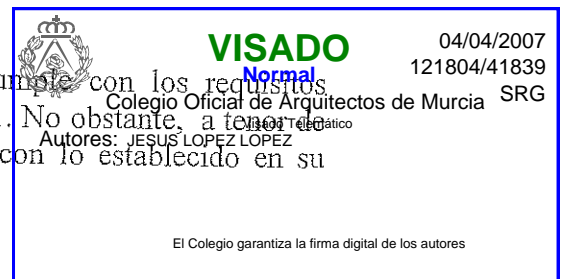 VISADO
04/04/2007
Normal
121804/41839
con los requisitos
Colegio Oficial de Arquitectos de Murcia
SRG
No obstante, a tenor de
Visado Telemático
Autores: JESUS LOPEZ LOPEZ
con lo establecido en su
El Colegio garantiza la firma digital de los autores